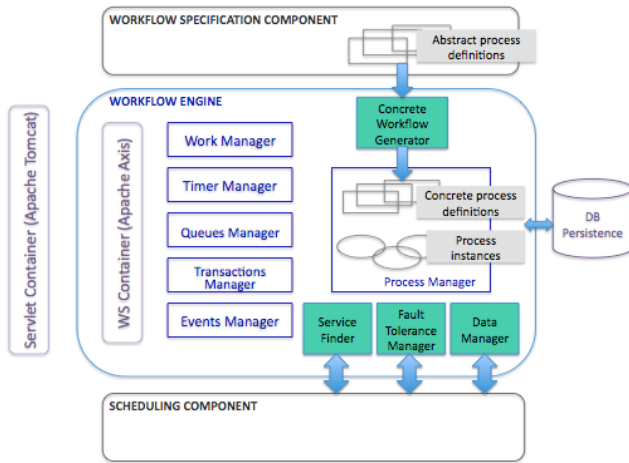 WORKFLOW SPECIFICATION COMPONENT
Abstract process
definitions
WORKFLOW ENGINE
Concrete
Workflow
Generator
Servlet Container (Apache Tomcat)
WS Container (Apache Axis)
Work Manager
Timer Manager
Queues Manager
Transactions
Manager
Events Manager
Concrete process
definitions
Process
instances
Process Manager
DB
Persistence
Service
Finder
Fault
Tolerance
Manager
Data
Manager
SCHEDULING COMPONENT